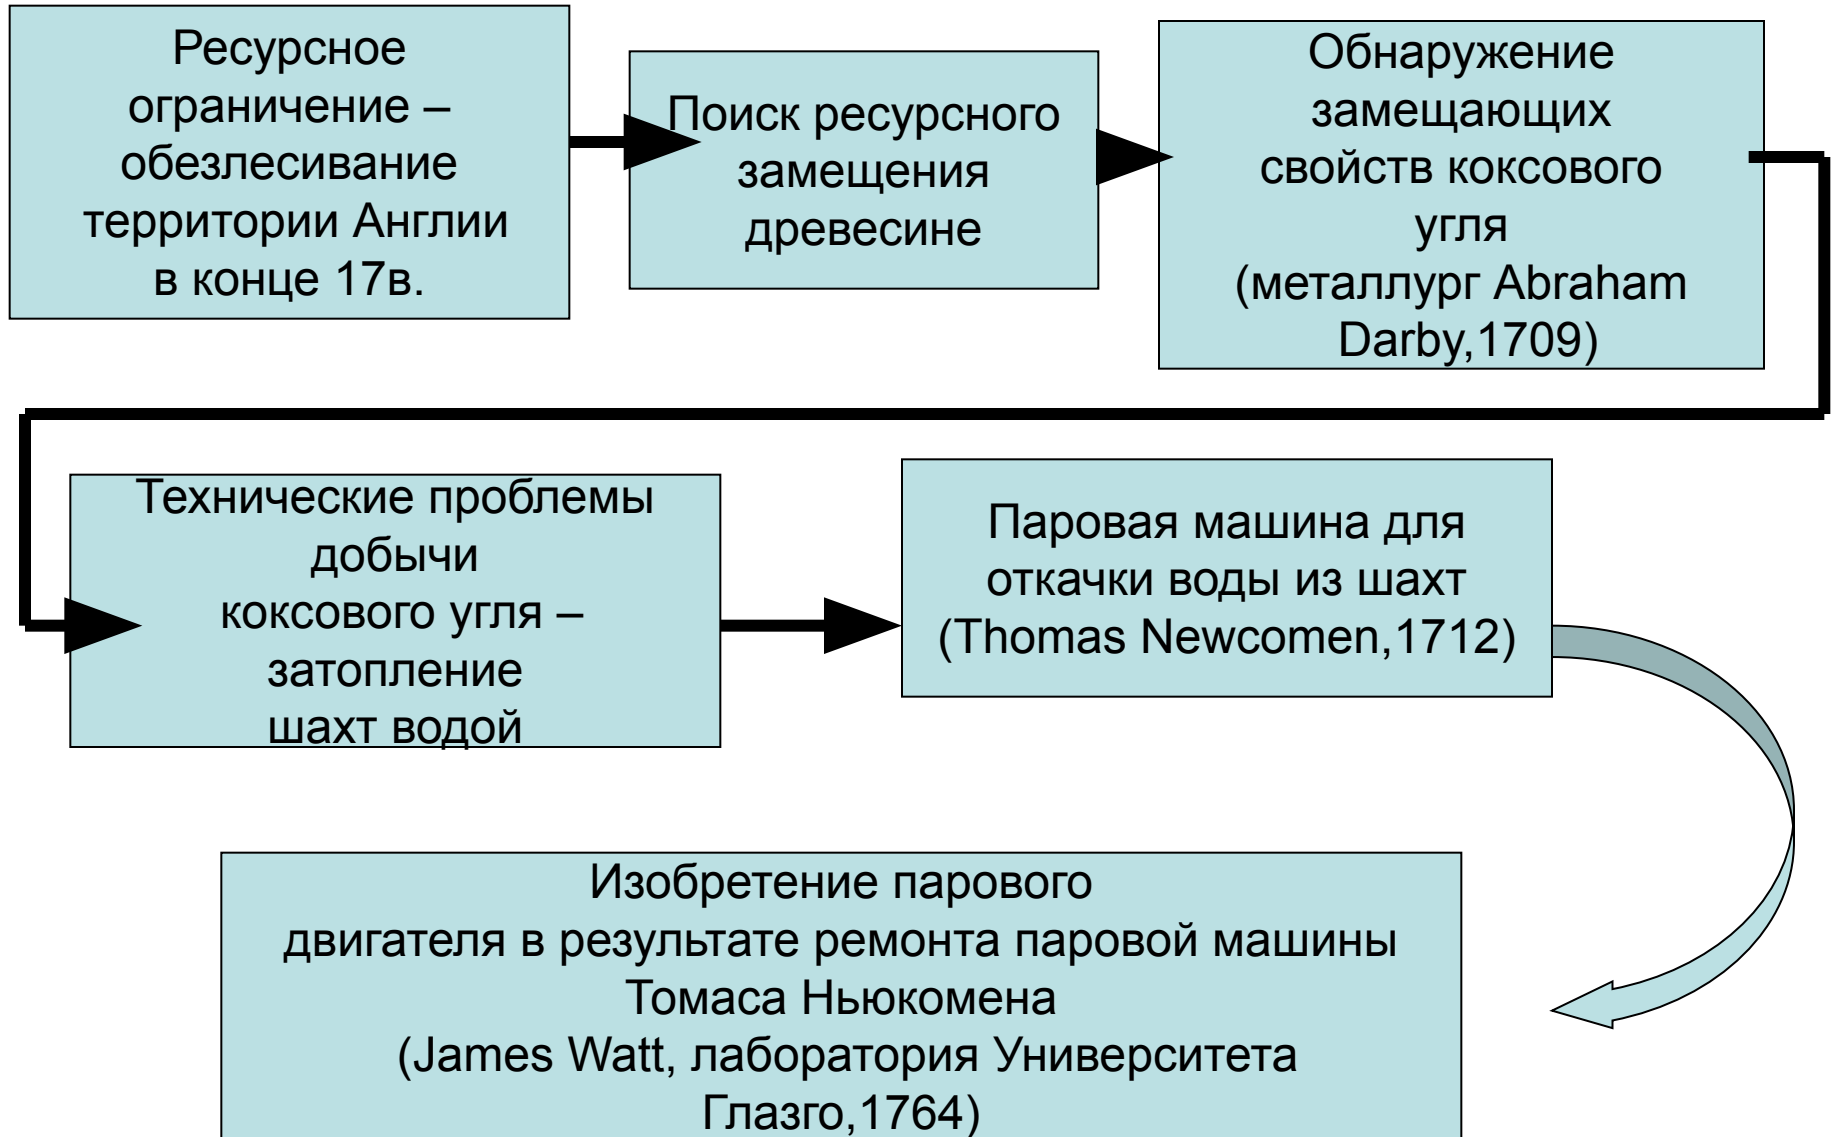 Ресурсное
ограничение –
обезлесивание
территории Англии
в конце 17в.
Поиск ресурсного
замещения
древесине
Обнаружение
замещающих
свойств коксового
угля
(металлург Abraham
Darby,1709)
Технические проблемы
добычи
коксового угля –
затопление
шахт водой
Паровая машина для
откачки воды из шахт
(Thomas Newcomen,1712)
Изобретение парового
двигателя в результате ремонта паровой машины
Томаса Ньюкомена
(James Watt, лаборатория Университета
Глазго,1764)